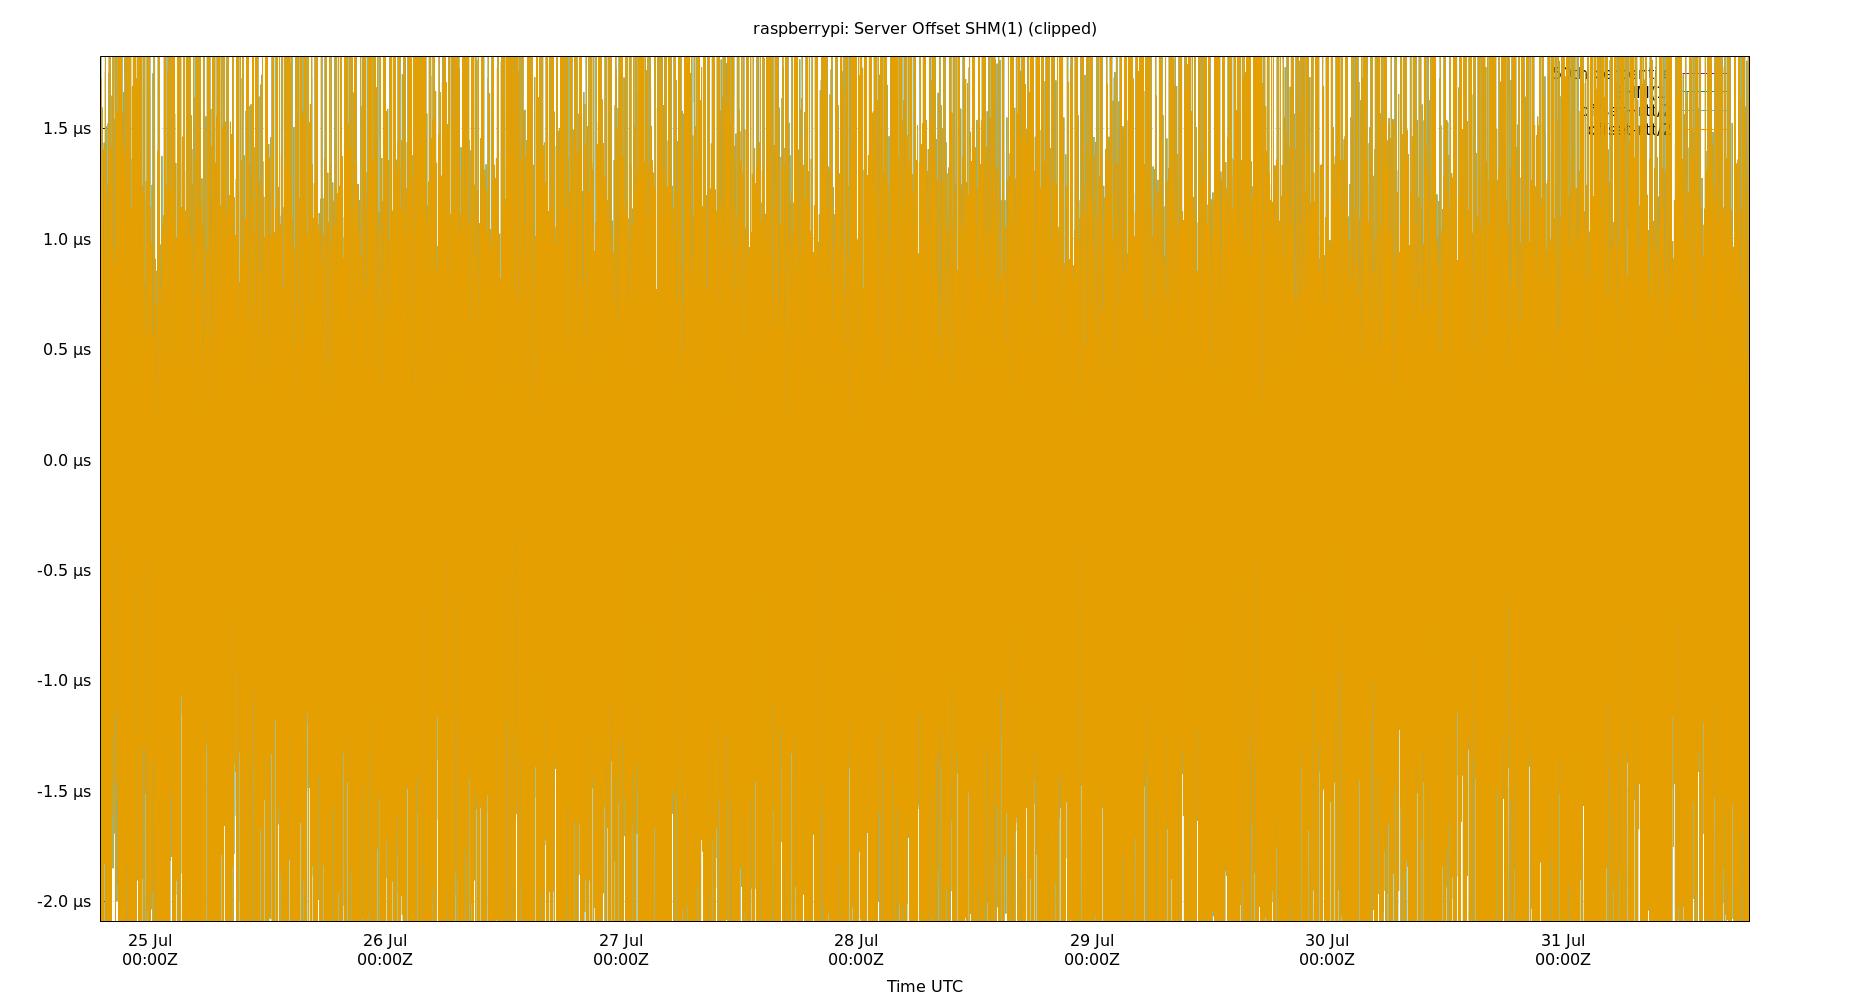 raspberrypi: Server Offset SHM(1) (clipped)
1.5 µs
1.0 µs
0.5 µs
0.0 µs
-0.5 µs
-1.0 µs
-1.5 µs
-2.0 µs
25 Jul
00:00Z
26 Jul
00:00Z
27 Jul
00:00Z
28 Jul
00:00Z
29 Jul
00:00Z
30 Jul
00:00Z
31 Jul
00:00Z
Time UTC